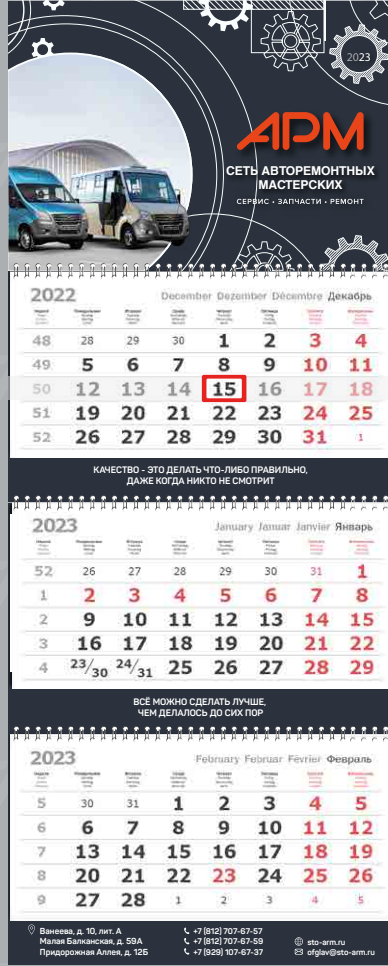 2023
АРМ
СЕТЬ АВТОРЕМОНТНЫХ
МАСТЕРСКИХ
СЕРВИС • ЗАПЧАСТИ • РЕМОНТ
2022 December Dezember Décembre Декабрь
48 28 29 30 1 2 3 4
49 5 6 7 8 9 10 11
50 12 13 14 15 16 17 18
51 19 20 21 22 23 24 25
52 26 27 28 29 30 31 1
КАЧЕСТВО - ЭТО ДЕЛАТЬ ЧТО-ЛИБО ПРАВИЛЬНО,
ДАЖЕ КОГДА НИКТО НЕ СМОТРИТ
2023 January Januar Janvier Январь
52 26 27 28 29 30 31 1
1 2 3 4 5 6 7 8
2 9 10 11 12 13 14 15
3 16 17 18 19 20 21 22
4 23/30 24/31 25 26 27 28 29
ВСЁ МОЖНО СДЕЛАТЬ ЛУЧШЕ,
ЧЕМ ДЕЛАЛОСЬ ДО СИХ ПОР
2023 February Februar Février Февраль
5 30 31 1 2 3 4 5
6 6 7 8 9 10 11 12
7 13 14 15 16 17 18 19
8 20 21 22 23 24 25 26
9 27 28 1 2 3 4 5
Ванеева, д. 10, лит. А +7 (812) 707-67-57
Малая Балканская, д. 59А +7 (812) 707-67-59 sto-arm.ru
Придорожная Аллея, д. 12Б +7 (929) 107-67-37 ofglav@sto-arm.ru